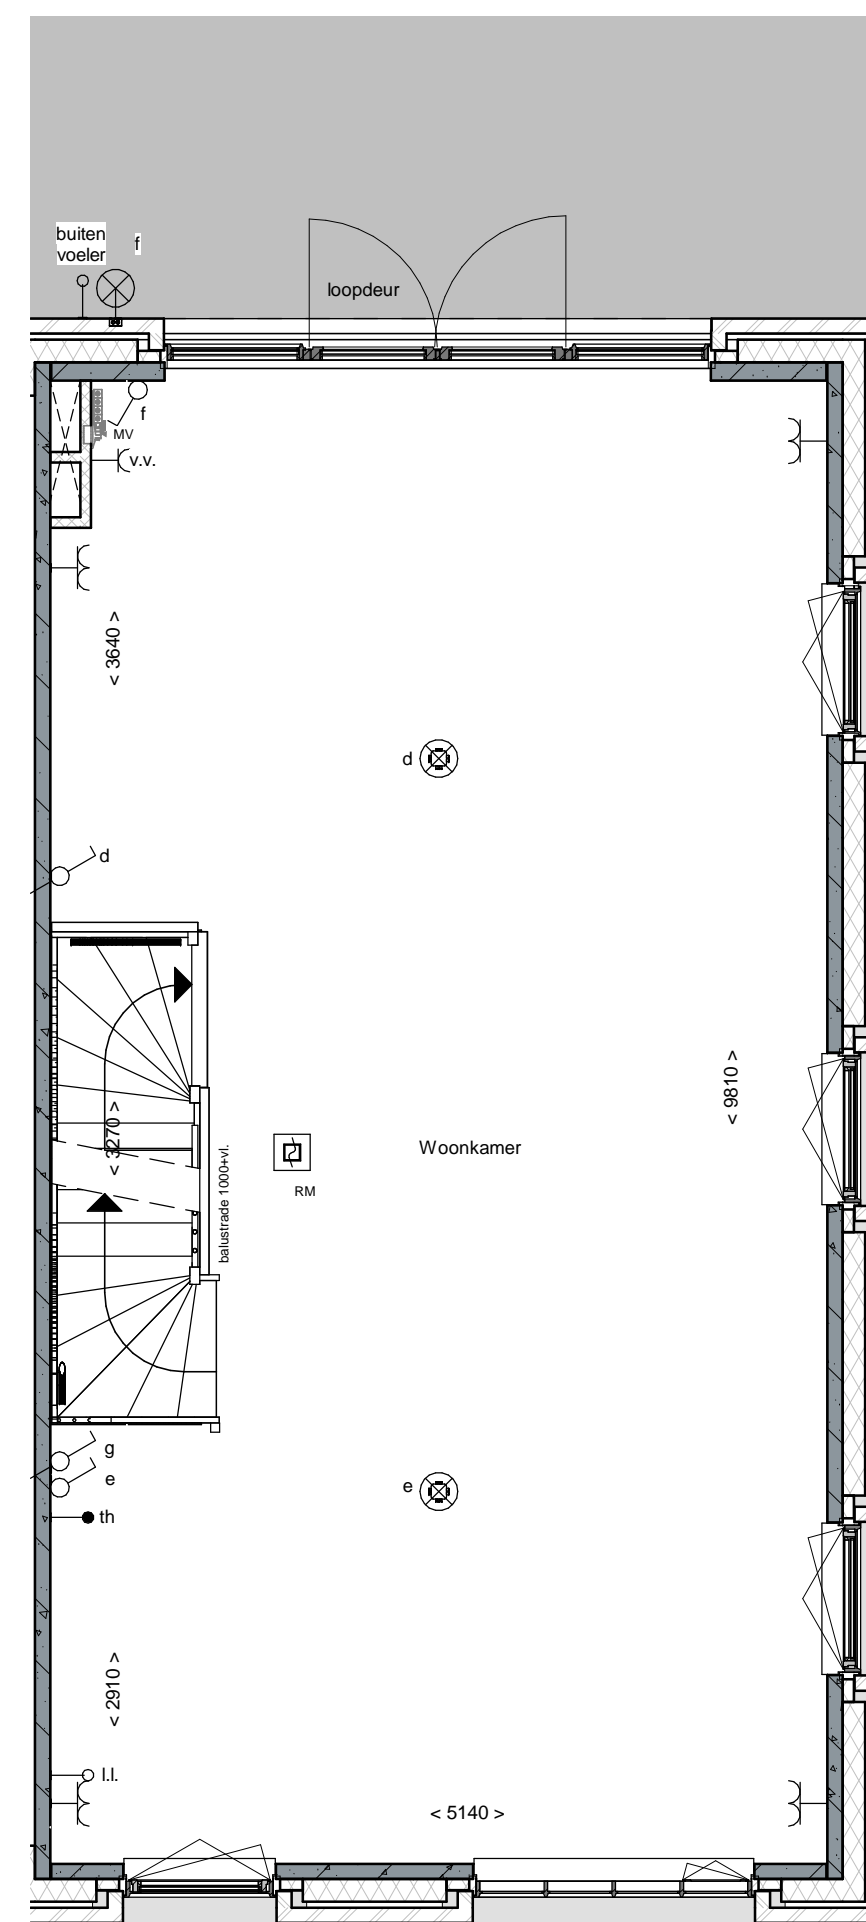 buiten
voeler
f
loopdeur
f
MV
v.v.
< 3640 >
d
d
< 9810 >
< 3270 >
Woonkamer
balustrade 1000+vl.
RM
g
e
e
th
< 2910 >
l.l.
< 5140 >